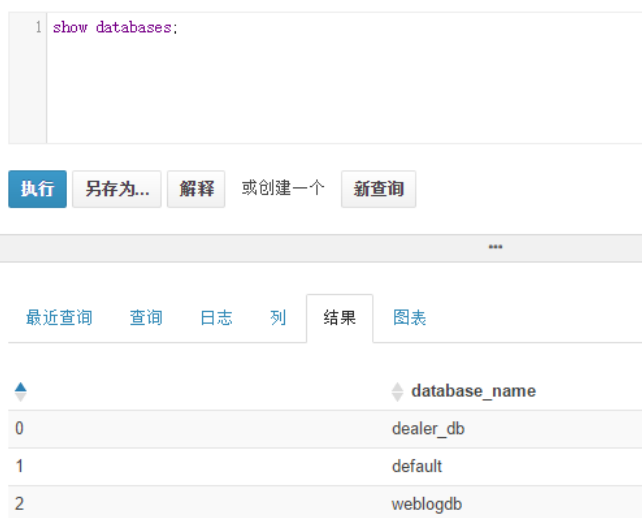 1 show databases;
执行 另存为... 解释 或创建一个 新查询
最近查询 查询 日志 列 结果 图表
database_name
0 dealer_db
1 default
2 weblogdb